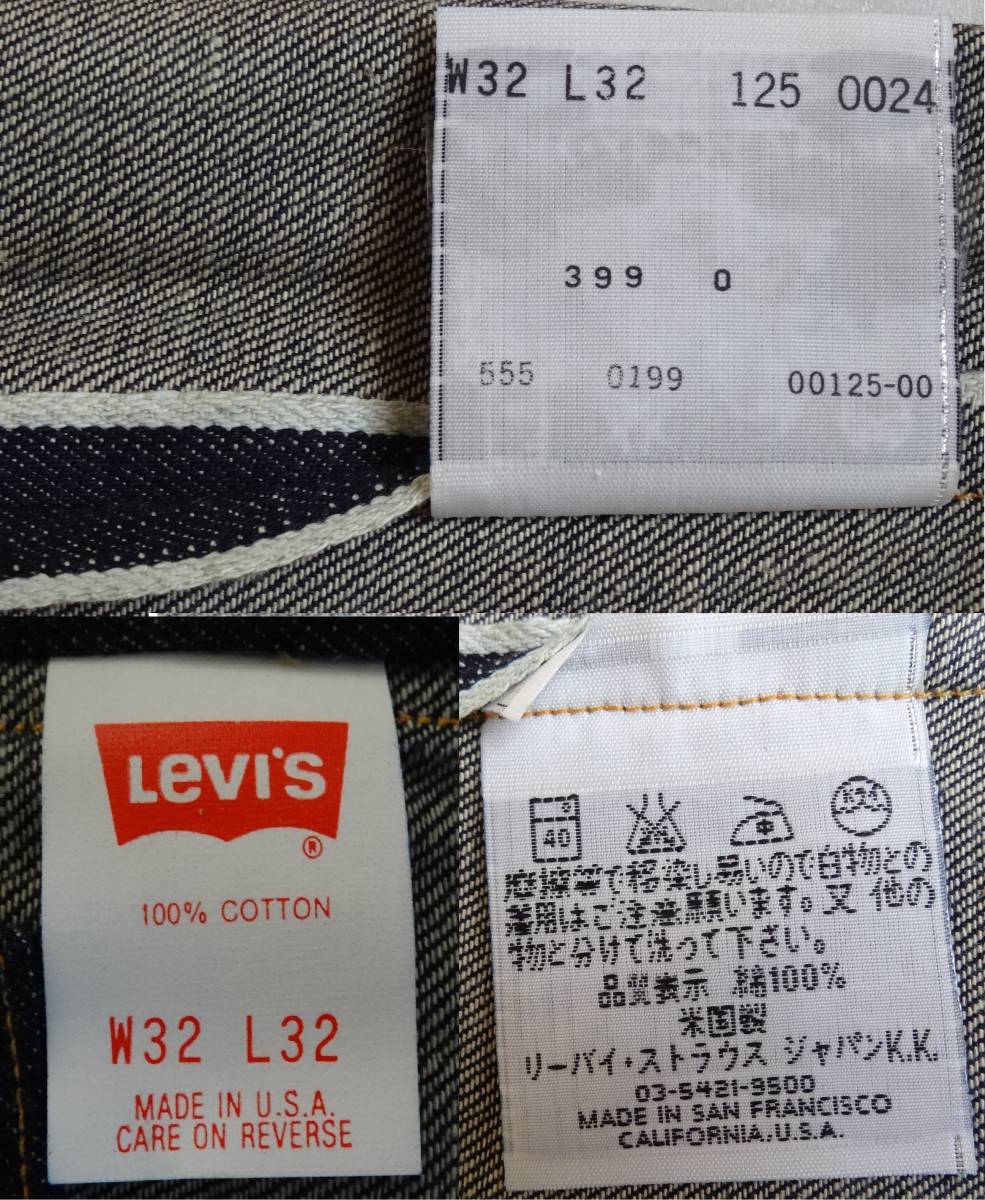 W32 L32 125 0024
399 0
555 0199 00125-00
LEVI'S
®
100% COTTON
W32 L32
MADE IN U.S.A.
CARE ON REVERSE
40
摩擦等で移染し易いので白物との
着用はご注意願います。又 他の
物と分けて洗って下さい。
品質表示 綿100%
米国製
リーバイ・ストラウス ジャパンK.K.
03-5421-9500
MADE IN SAN FRANCISCO
CALIFORNIA.U.S.A.